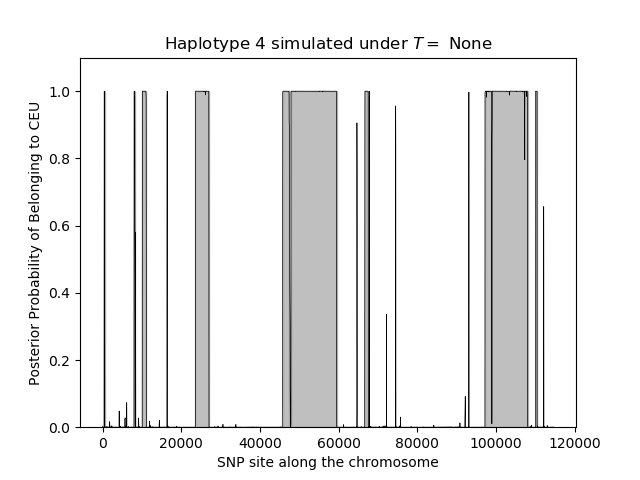 Haplotype 4 simulated under T = None
Posterior Probability of Belonging to CEU
1.0
0.8
0.6
0.4
0.2
0.0
0 20000 40000 60000 80000 100000 120000
SNP site along the chromosome